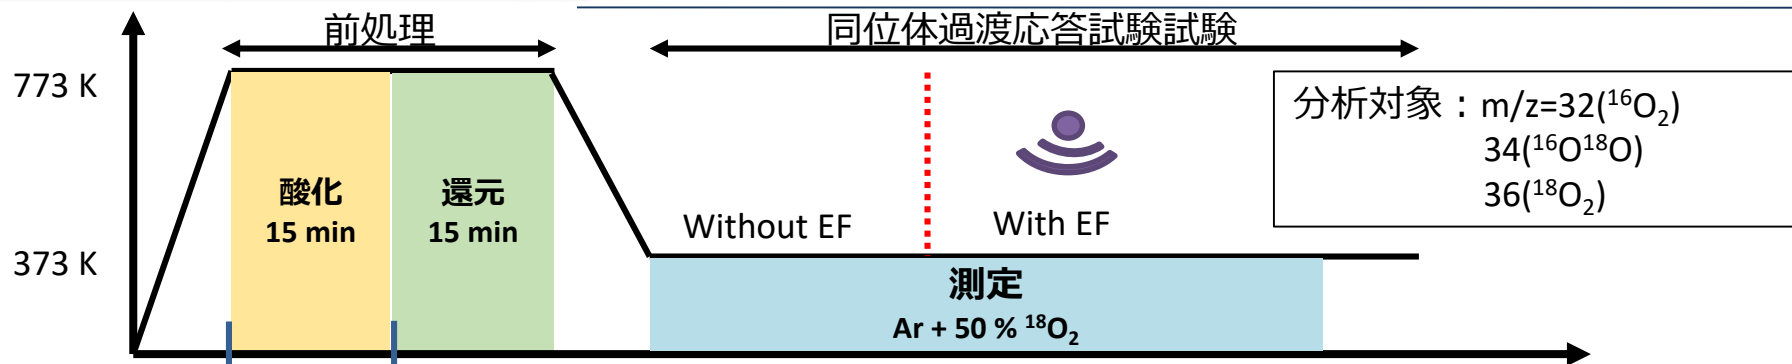 前処理
同位体過渡応答試験試験
773 K
分析対象：m/z=32(¹⁶O₂)
34(¹⁶O¹⁸O)
36(¹⁸O₂)
酸化
15 min
還元
15 min
Without EF
With EF
373 K
測定
Ar + 50 % ¹⁸O₂